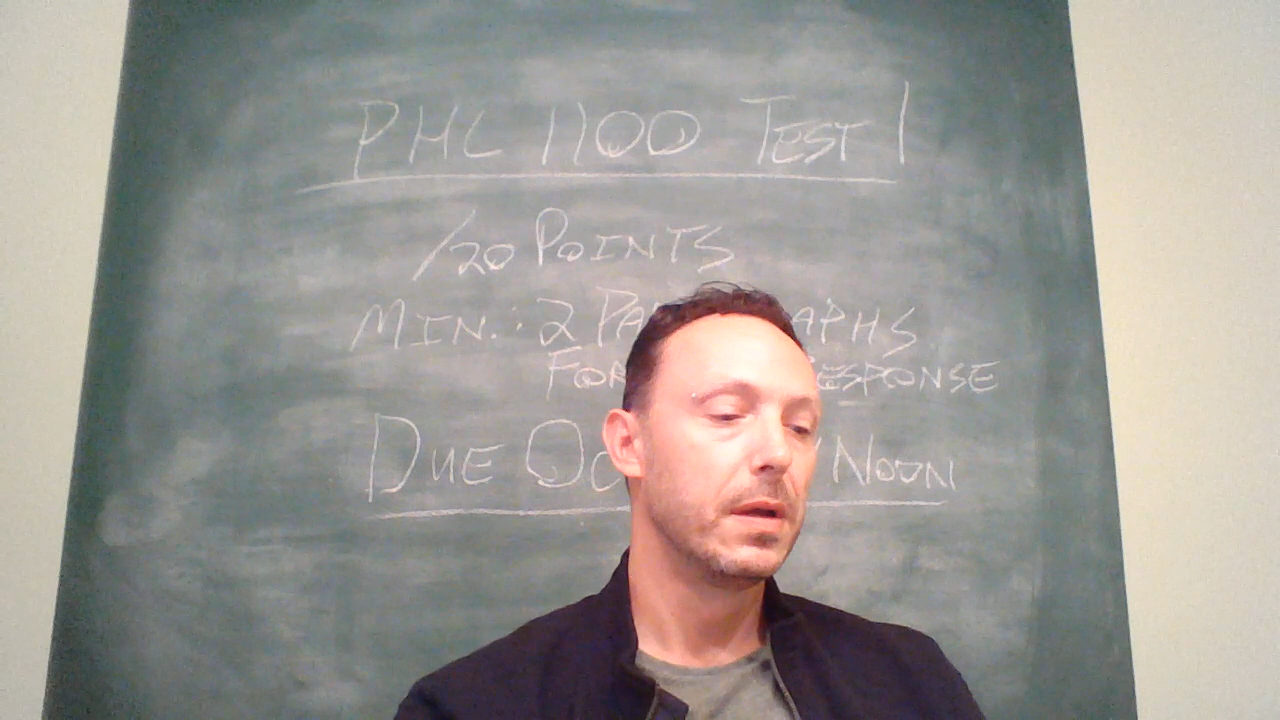 PHL 1100 TEST 1
/20 POINTS
MIN.: 2 PA APHS
FOR ESPONSE
DUE OC NOON